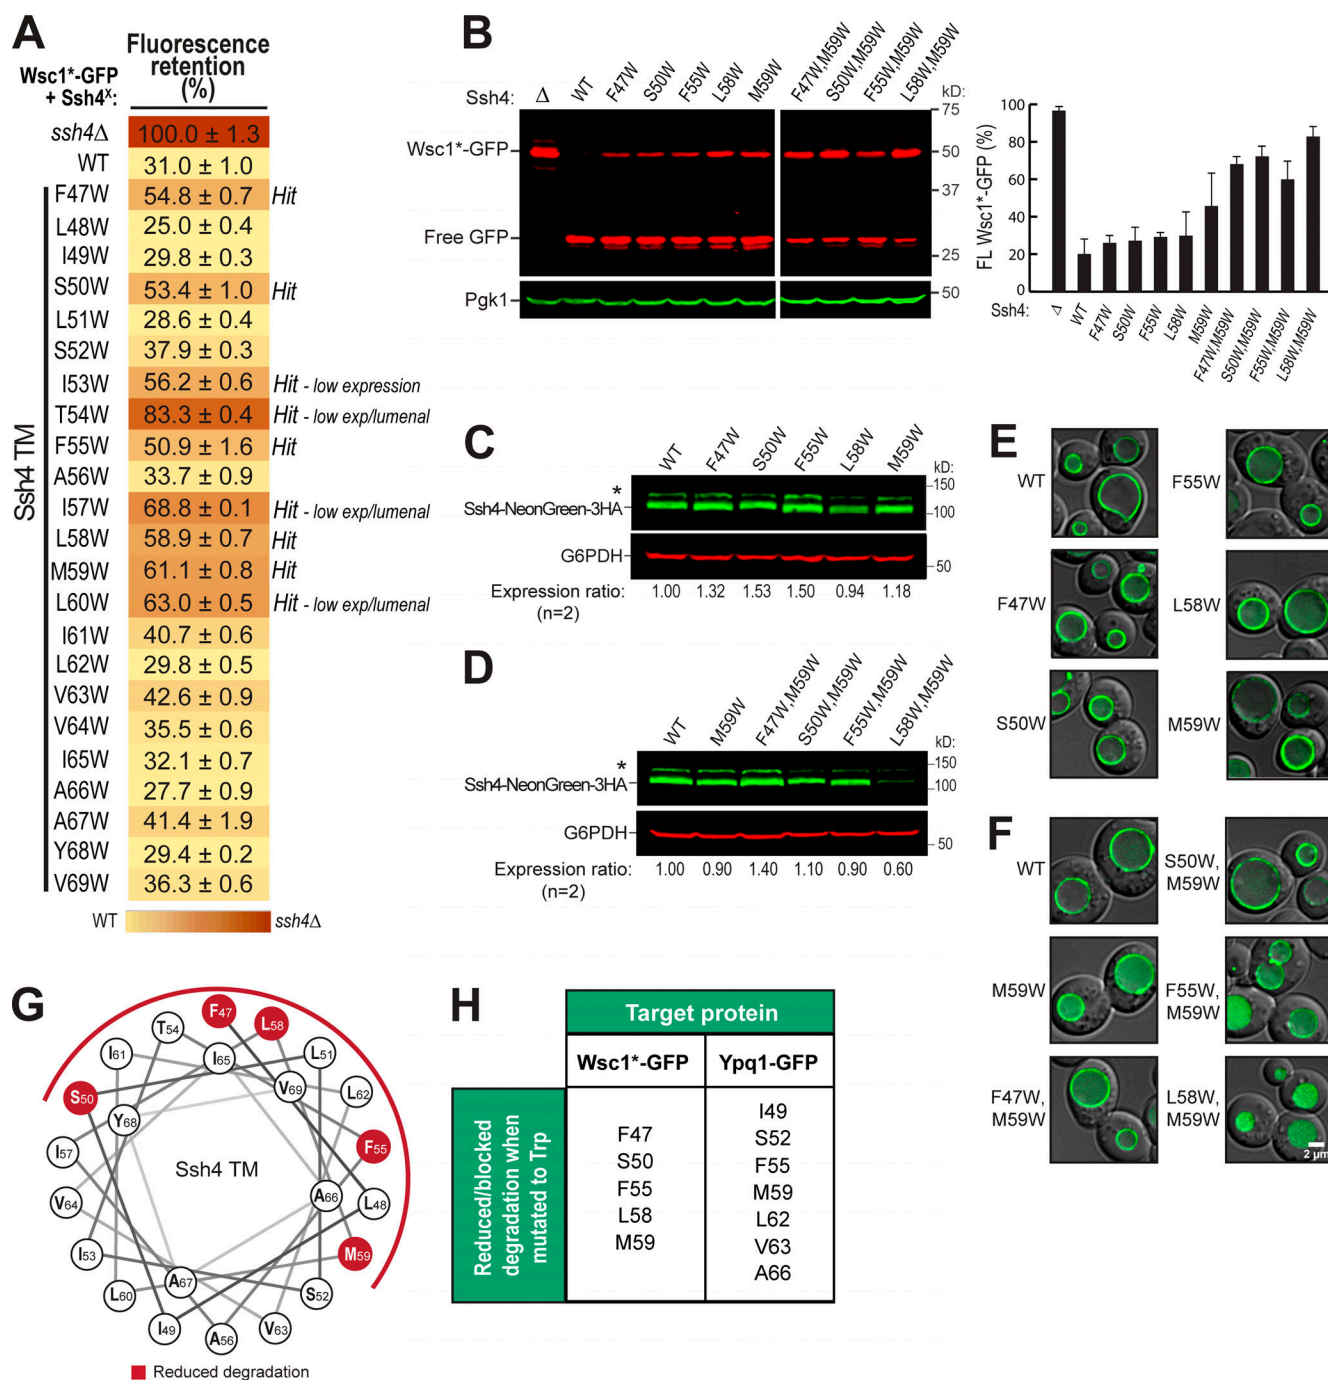 A
Wsc1*-GFP
+ Ssh4X:
Fluorescence
retention
(%)
ssh4Δ 100.0 ± 1.3
WT 31.0 ± 1.0
Ssh4 TM
F47W 54.8 ± 0.7 Hit
L48W 25.0 ± 0.4
I49W 29.8 ± 0.3
S50W 53.4 ± 1.0 Hit
L51W 28.6 ± 0.4
S52W 37.9 ± 0.3
I53W 56.2 ± 0.6 Hit - low expression
T54W 83.3 ± 0.4 Hit - low exp/lumenal
F55W 50.9 ± 1.6 Hit
A56W 33.7 ± 0.9
I57W 68.8 ± 0.1 Hit - low exp/lumenal
L58W 58.9 ± 0.7 Hit
M59W 61.1 ± 0.8 Hit
L60W 63.0 ± 0.5 Hit - low exp/lumenal
I61W 40.7 ± 0.6
L62W 29.8 ± 0.5
V63W 42.6 ± 0.9
V64W 35.5 ± 0.6
I65W 32.1 ± 0.7
A66W 27.7 ± 0.9
A67W 41.4 ± 1.9
Y68W 29.4 ± 0.2
V69W 36.3 ± 0.6
WT ssh4Δ
B
Ssh4: Δ WT F47W S50W F55W L58W M59W F47W,M59W S50W,M59W F55W,M59W L58W,M59W
kD:
75
Wsc1*-GFP 50
37
Free GFP
25
Pgk1 50
FL Wsc1*-GFP (%)
100
80
60
40
20
0
Ssh4: Δ WT F47W S50W F55W L58W M59W F47W,M59W S50W,M59W F55W,M59W L58W,M59W
C
WT F47W S50W F55W L58W M59W
kD:
* 150
Ssh4-NeonGreen-3HA 100
G6PDH
50
Expression ratio: 1.00 1.32 1.53 1.50 0.94 1.18
(n=2)
D
WT M59W F47W,M59W S50W,M59W F55W,M59W L58W,M59W
kD:
* 150
Ssh4-NeonGreen-3HA 100
G6PDH
50
Expression ratio: 1.00 0.90 1.40 1.10 0.90 0.60
(n=2)
E
WT F55W
F47W L58W
S50W M59W
F
WT S50W,
M59W
M59W F55W,
M59W
F47W,
M59W
L58W,
M59W
2 µm
G
F47
L58
T54
L51
I61
I65
L62
V69
S50
Y68
F55
I57
Ssh4 TM
A66
L48
V64
M59
I53
A67
L60
S52
I49
A56
V63
Reduced degradation
H
Target protein
Wsc1*-GFP Ypq1-GFP
Reduced/blocked
degradation when
mutated to Trp
F47
S50
F55
L58
M59
I49
S52
F55
M59
L62
V63
A66